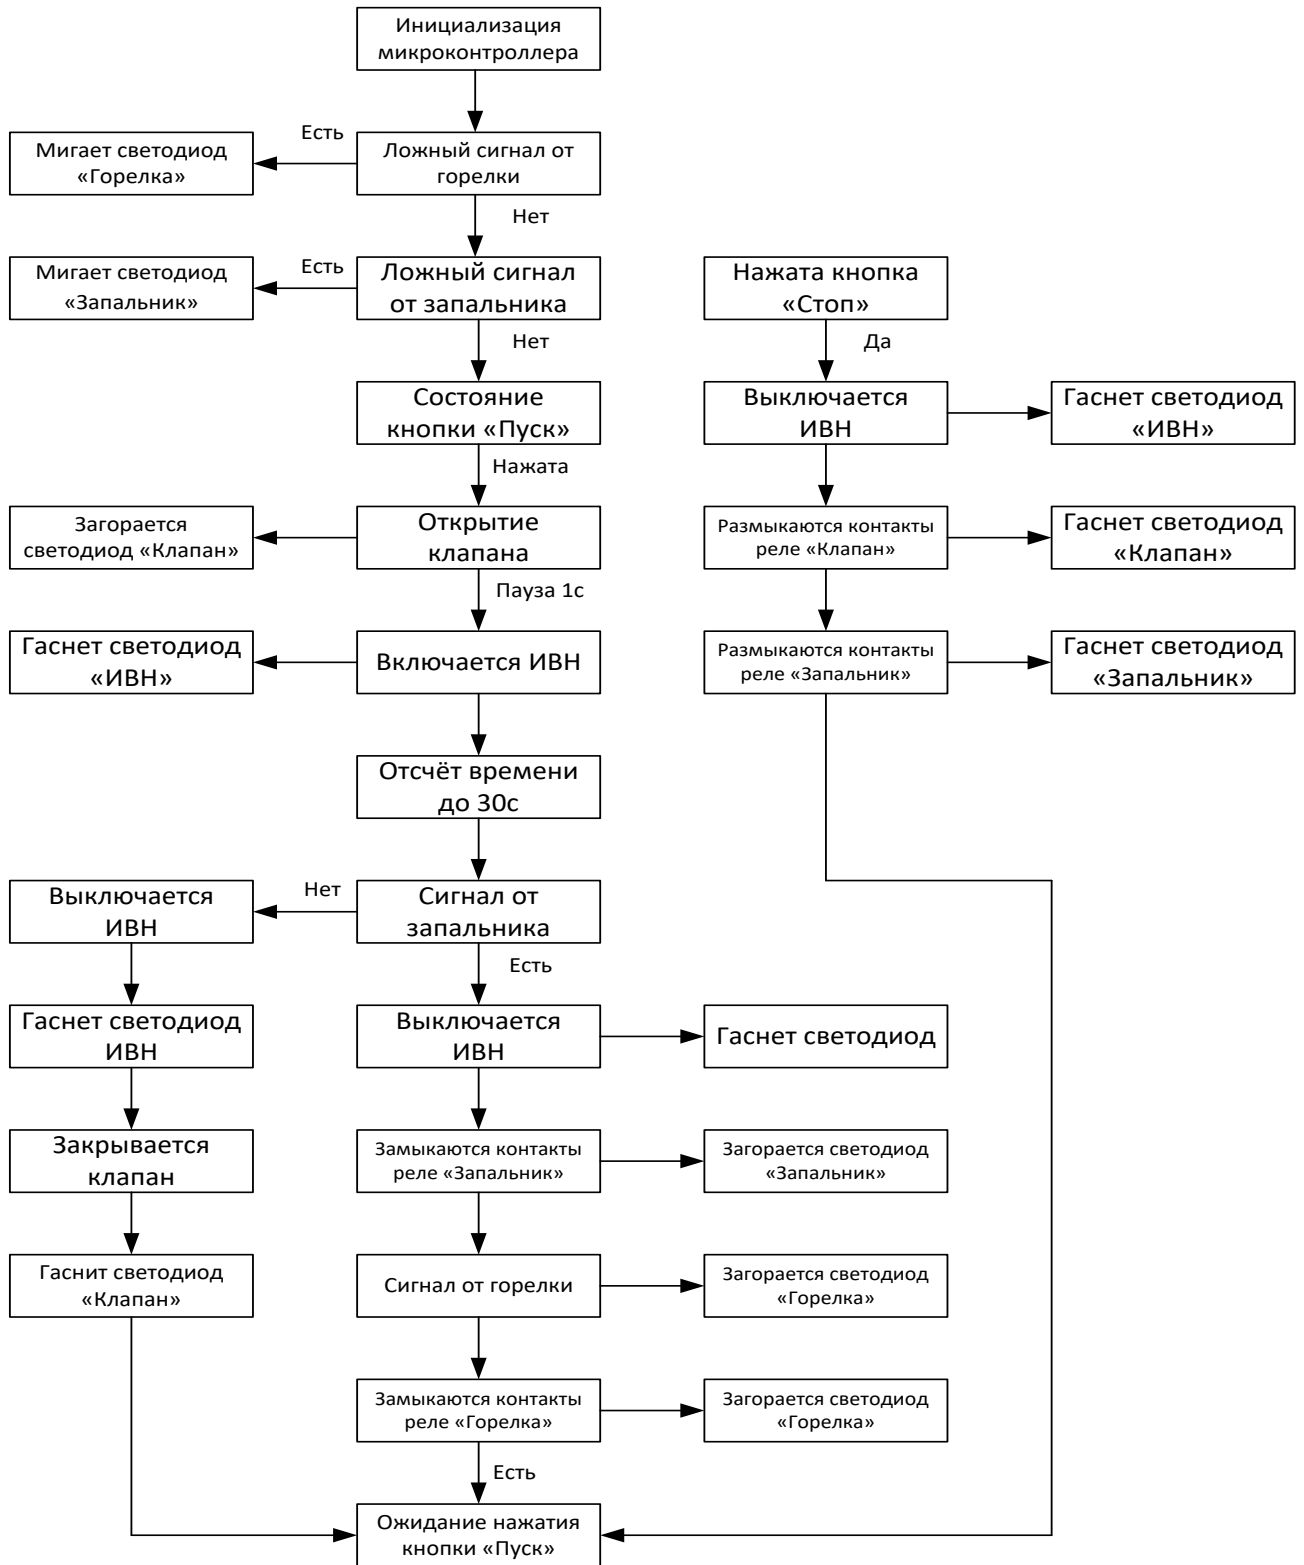 Инициализация
микроконтроллера
Есть
Мигает светодиод
«Горелка»
Ложный сигнал от
горелки
Нет
Мигает светодиод
«Запальник»
Есть
Ложный сигнал
от запальника
Нажата кнопка
«Стоп»
Нет
Да
Состояние
кнопки «Пуск»
Выключается
ИВН
Гаснет светодиод
«ИВН»
Нажата
Загорается
светодиод «Клапан»
Открытие
клапана
Размыкаются контакты
реле «Клапан»
Гаснет светодиод
«Клапан»
Пауза 1с
Гаснет светодиод
«ИВН»
Включается ИВН
Размыкаются контакты
реле «Запальник»
Гаснет светодиод
«Запальник»
Отсчёт времени
до 30с
Выключается
ИВН
Нет
Сигнал от
запальника
Есть
Гаснет светодиод
ИВН
Выключается
ИВН
Гаснет светодиод
Закрывается
клапан
Замыкаются контакты
реле «Запальник»
Загорается светодиод
«Запальник»
Гаснит светодиод
«Клапан»
Сигнал от горелки
Загорается светодиод
«Горелка»
Замыкаются контакты
реле «Горелка»
Загорается светодиод
«Горелка»
Есть
Ожидание нажатия
кнопки «Пуск»